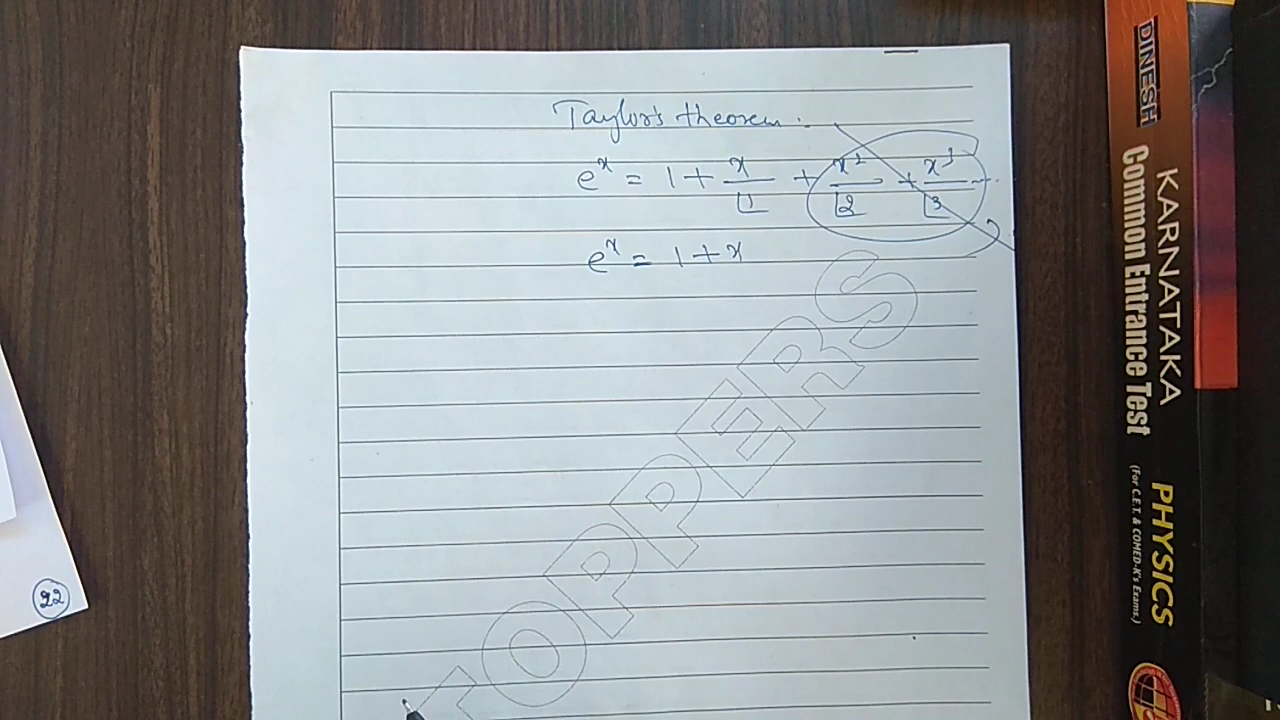 Taylor's theorem :
e^x = 1 + x/⌊1 + x²/⌊2 + x³/⌊3 ....
e^x = 1 + x
TOPPERS
22
DINESH
KARNATAKA
Common Entrance Test
PHYSICS
(For C.E.T. & COMED-K's Exams.)